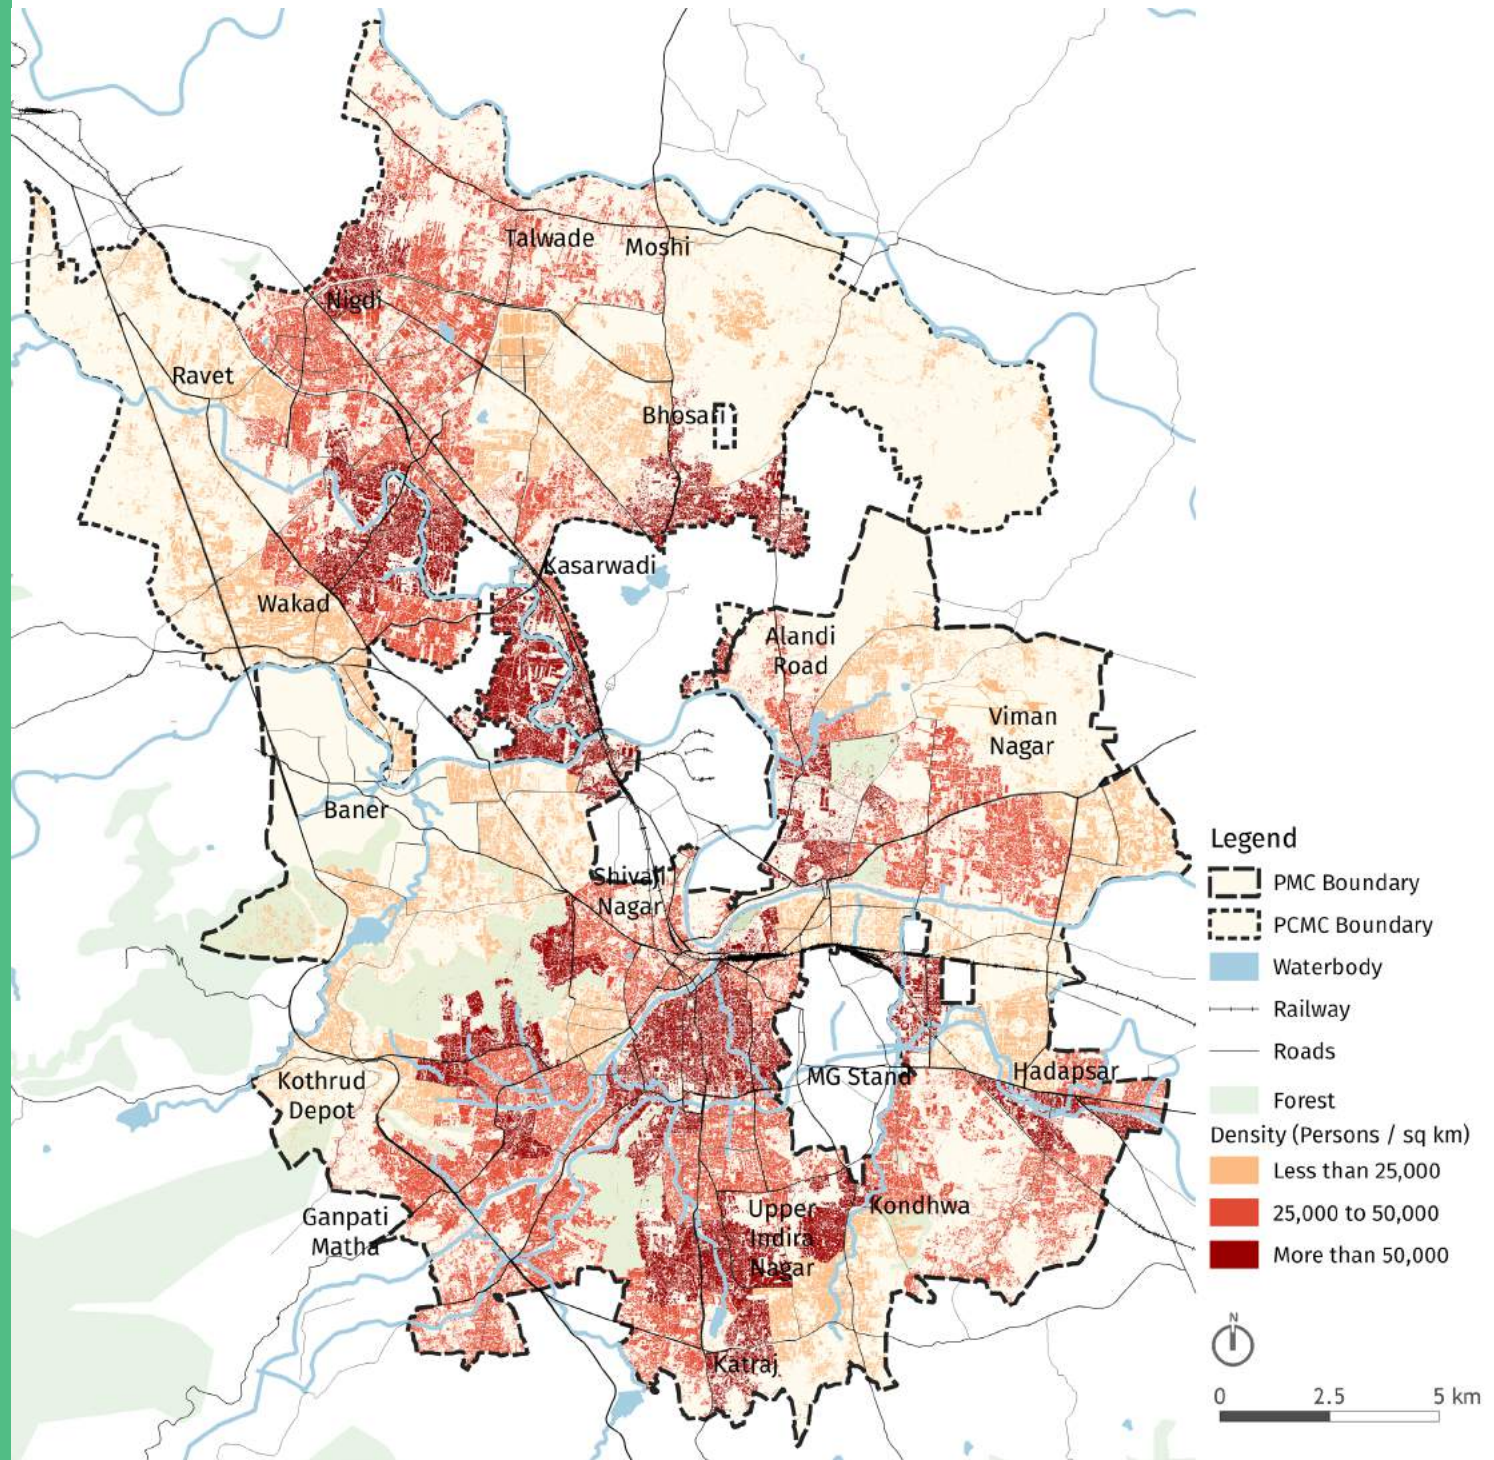 Talwade
Moshi
Nigdi
Ravet
Bhosari
Kasarwadi
Wakad
Alandi
Road
Viman
Nagar
Baner
Shivaji
Nagar
MG Stand
Hadapsar
Kothrud
Depot
Ganpati
Matha
Upper
Indira
Nagar
Kondhwa
Katraj
Legend
PMC Boundary
PCMC Boundary
Waterbody
Railway
Roads
Forest
Density (Persons / sq km)
Less than 25,000
25,000 to 50,000
More than 50,000
N
0 2.5 5 km